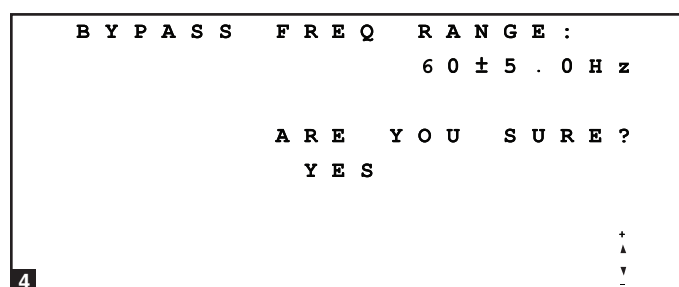 BYPASS FREQ RANGE:
60±5.0Hz
ARE YOU SURE?
YES
+
-
4